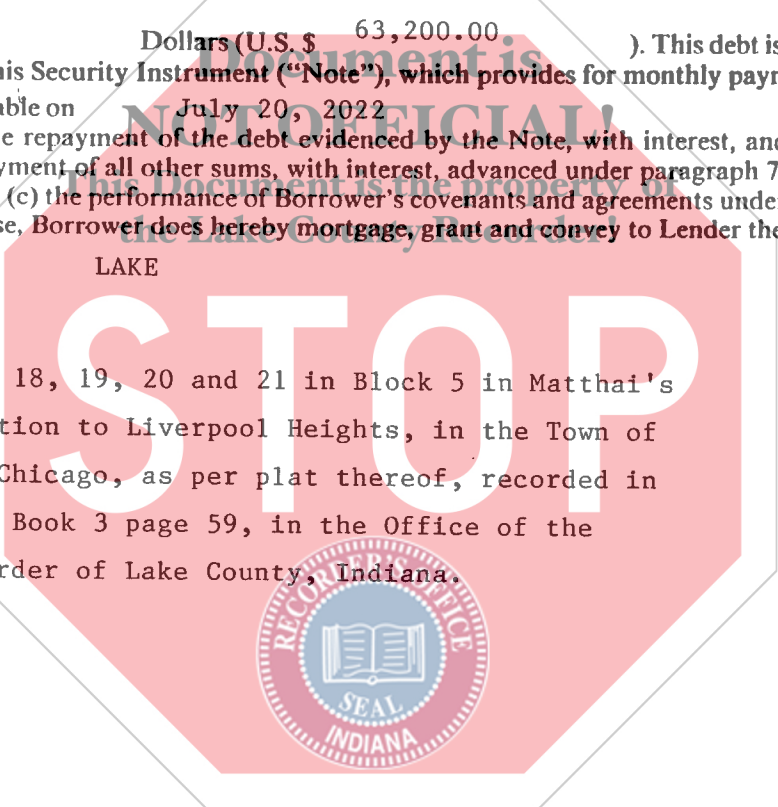 Dollars (U.S. $ 63,200.00 ). This debt is
his Security Instrument (“Note”), which provides for monthly paym
able on July 20, 2022
e repayment of the debt evidenced by the Note, with interest, and
yment of all other sums, with interest, advanced under paragraph 7
(c) the performance of Borrower's covenants and agreements under
se, Borrower does hereby mortgage, grant and convey to Lender the
LAKE
18, 19, 20 and 21 in Block 5 in Matthai's
tion to Liverpool Heights, in the Town of
Chicago, as per plat thereof, recorded in
Book 3 page 59, in the Office of the
rder of Lake County, Indiana.
Document is
NOT OFFICIAL!
This Document is the property of
the Lake County Recorder!
STOP
RECORDER'S OFFICE
SEAL
INDIANA